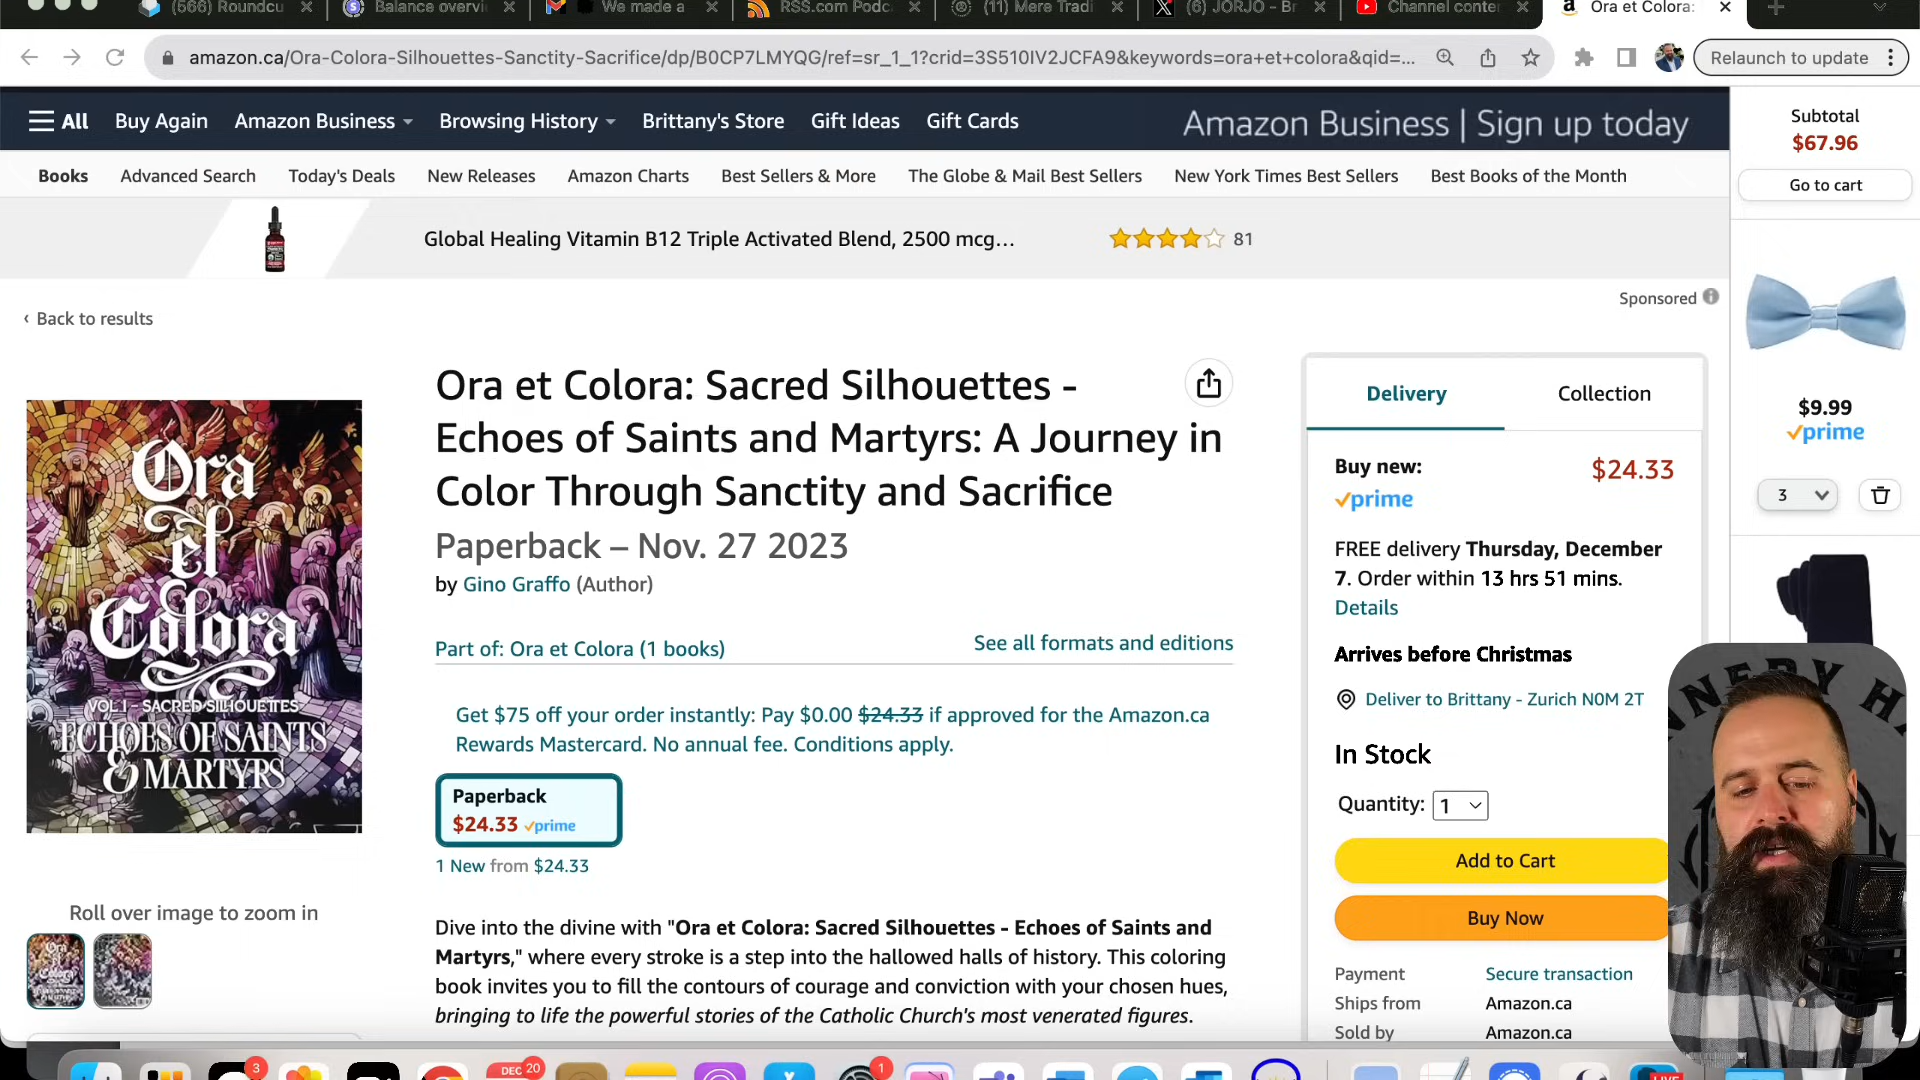 (566) Roundcu
Balance overvi
We made a
RSS.com Podc
(11) Mere Tradi
(6) JORJO - Br
Channel conte
Ora et Colora:
amazon.ca/Ora-Colora-Silhouettes-Sanctity-Sacrifice/dp/B0CP7LMYQG/ref=sr_1_1?crid=3S510IV2JCFA9&keywords=ora+et+colora&qid=...
Relaunch to update
All
Buy Again
Amazon Business
Browsing History
Brittany's Store
Gift Ideas
Gift Cards
Amazon Business | Sign up today
Subtotal
$67.96
Go to cart
Books
Advanced Search
Today's Deals
New Releases
Amazon Charts
Best Sellers & More
The Globe & Mail Best Sellers
New York Times Best Sellers
Best Books of the Month
Global Healing Vitamin B12 Triple Activated Blend, 2500 mcg...
81
Sponsored
‹ Back to results
Ora et Colora: Sacred Silhouettes -
Echoes of Saints and Martyrs: A Journey in
Color Through Sanctity and Sacrifice
Paperback – Nov. 27 2023
by Gino Graffo (Author)
Part of: Ora et Colora (1 books)
See all formats and editions
Get $75 off your order instantly: Pay $0.00 $24.33 if approved for the Amazon.ca
Rewards Mastercard. No annual fee. Conditions apply.
Paperback
$24.33 prime
1 New from $24.33
Dive into the divine with "Ora et Colora: Sacred Silhouettes - Echoes of Saints and
Martyrs," where every stroke is a step into the hallowed halls of history. This coloring
book invites you to fill the contours of courage and conviction with your chosen hues,
bringing to life the powerful stories of the Catholic Church's most venerated figures.
Ora
et
Colora
VOL I - SACRED SILHOUETTES
ECHOES OF SAINTS
& MARTYRS
Roll over image to zoom in
Delivery
Collection
Buy new:
$24.33
prime
FREE delivery Thursday, December
7. Order within 13 hrs 51 mins.
Details
Arrives before Christmas
Deliver to Brittany - Zurich N0M 2T
In Stock
Quantity: 1
Add to Cart
Buy Now
Payment
Secure transaction
Ships from
Amazon.ca
Sold by
Amazon.ca
$9.99
prime
3
3
DEC 20
1
LIVE